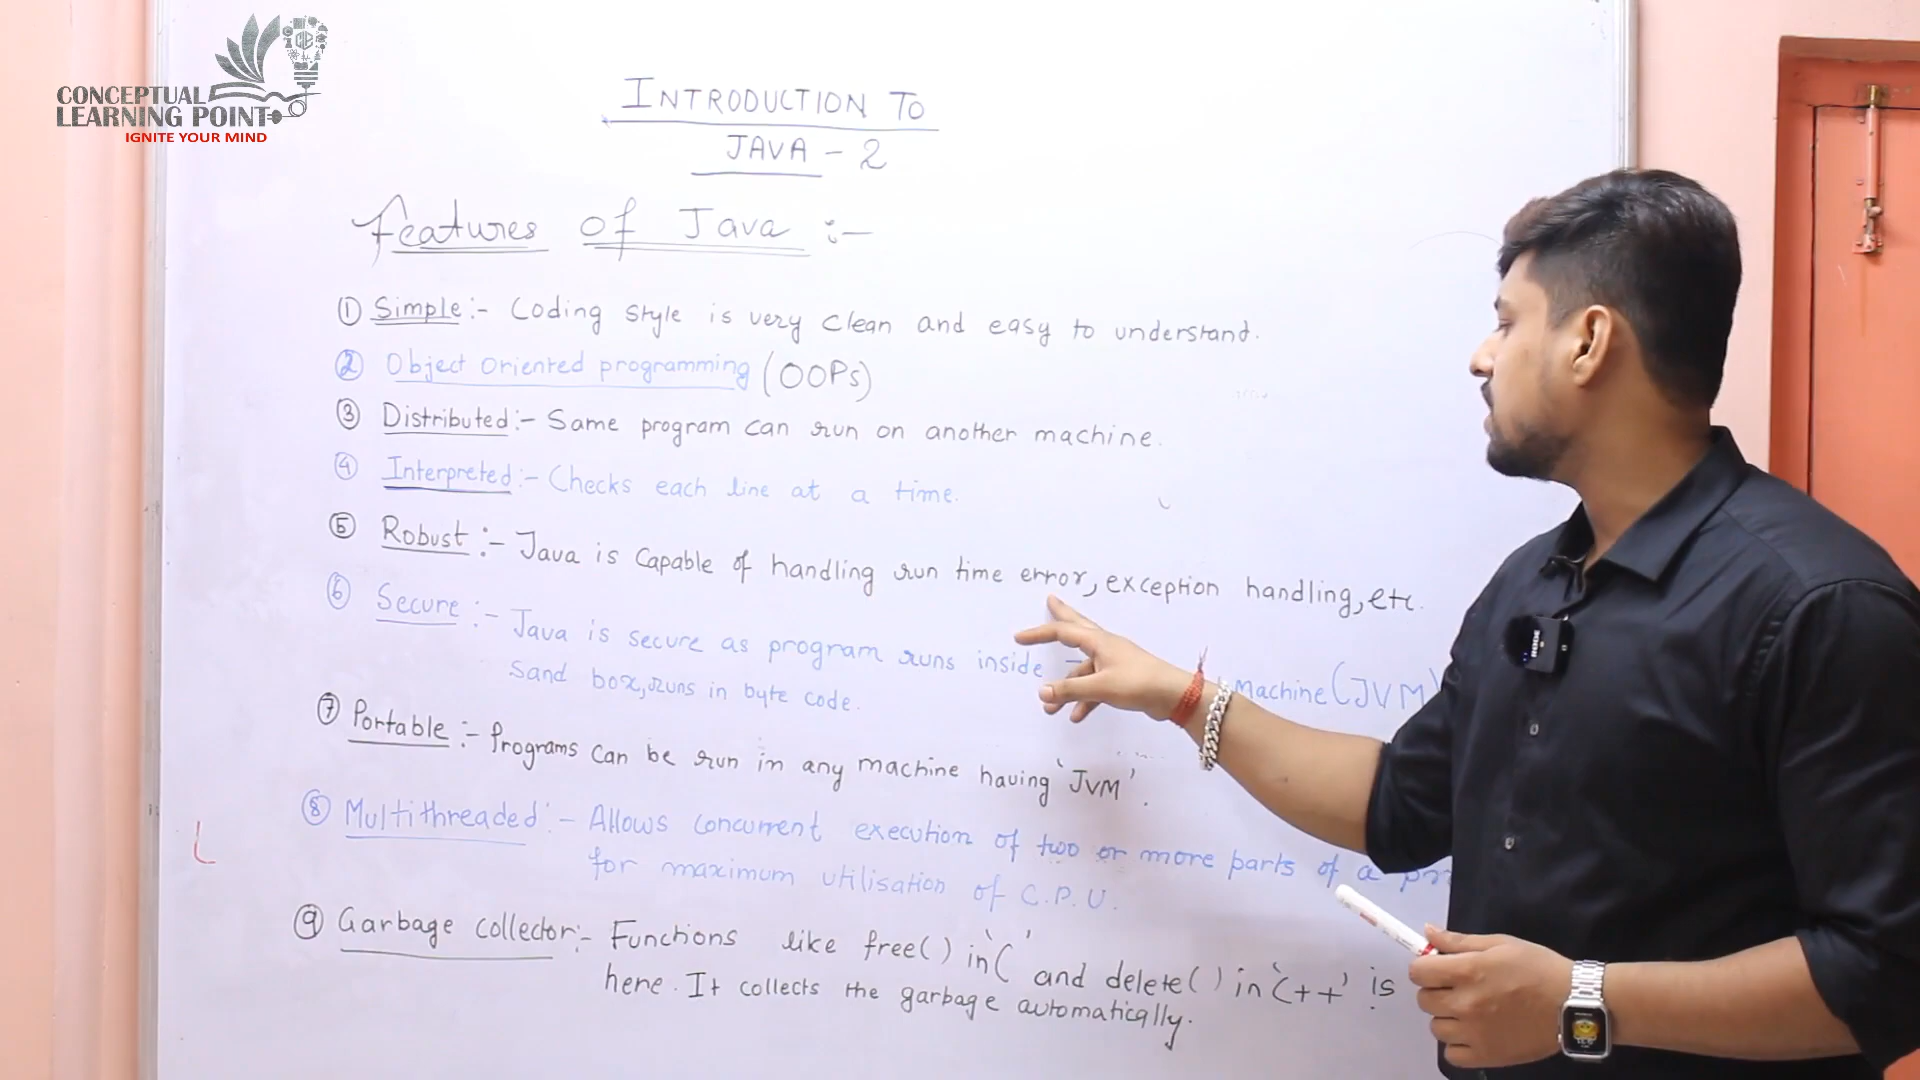 CONCEPTUAL
LEARNING POINT
IGNITE YOUR MIND
INTRODUCTION TO
JAVA - 2
Features of Java :-
① Simple :- Coding style is very clean and easy to understand.
② Object oriented programming (OOPs)
③ Distributed :- Same program can run on another machine.
④ Interpreted :- Checks each line at a time.
⑤ Robust :- Java is capable of handling run time error, exception handling, etc.
⑥ Secure :- Java is secure as program runs inside Machine (JVM)
Sand box, runs in byte code.
⑦ Portable :- Programs can be run in any machine having 'JVM'.
⑧ Multithreaded :- Allows concurrent execution of two or more parts of a
for maximum utilisation of C.P.U.
⑨ Garbage collector :- Functions like free() in 'C' and delete() in 'C++' is
here. It collects the garbage automatically.
RODE